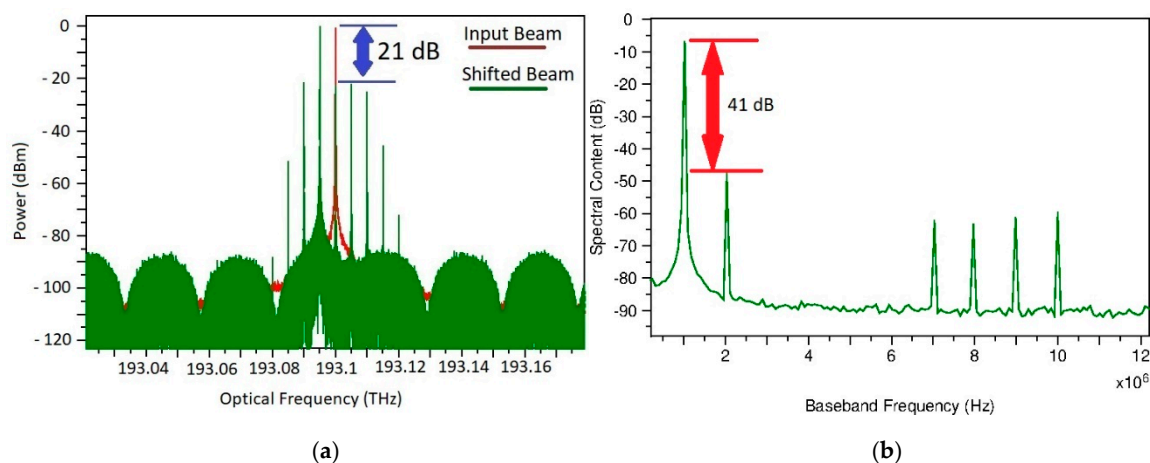 0
- 20
- 40
- 60
- 80
- 100
- 120
Power (dBm)
21 dB
Input Beam
Shifted Beam
193.04
193.06
193.08
193.1
193.12
193.14
193.16
Optical Frequency (THz)
(a)
0
-10
-20
-30
-40
-50
-60
-70
-80
-90
Spectral Content (dB)
41 dB
2
4
6
8
10
12
x10⁶
Baseband Frequency (Hz)
(b)